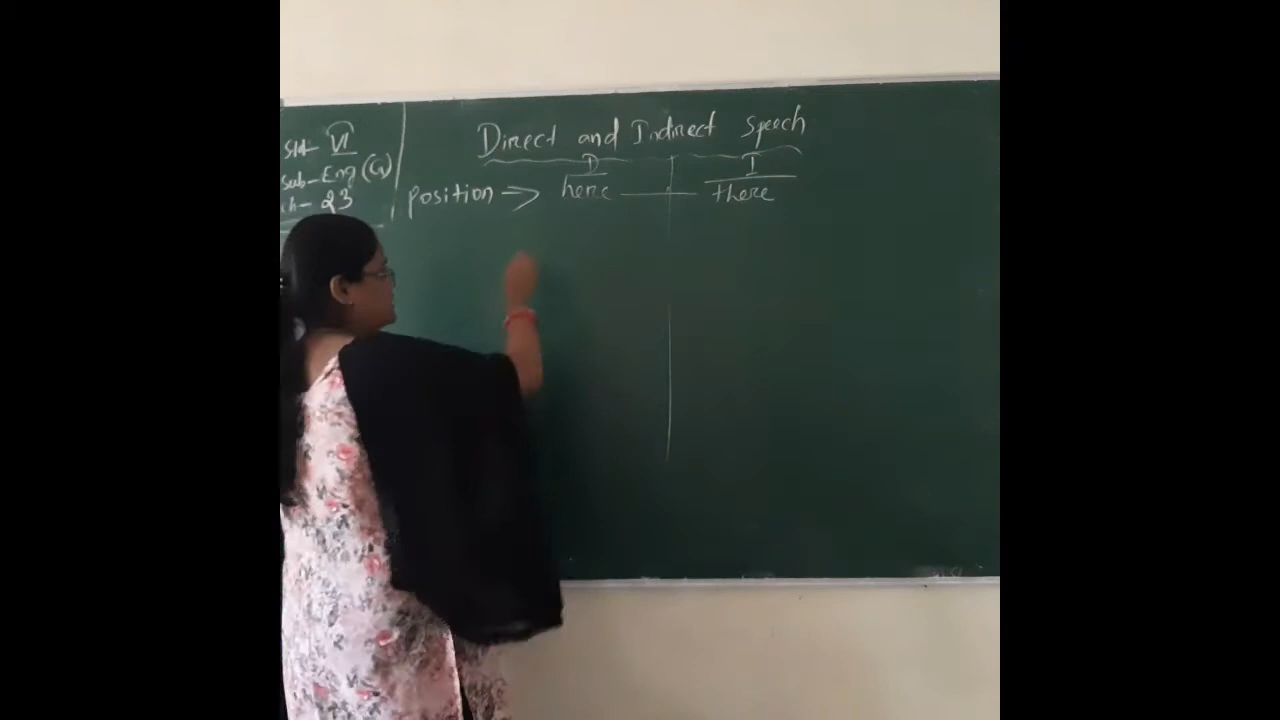 Std- VI
Sub- Eng (G)
ch- 23
Direct and Indirect Speech
D I
position → here — there